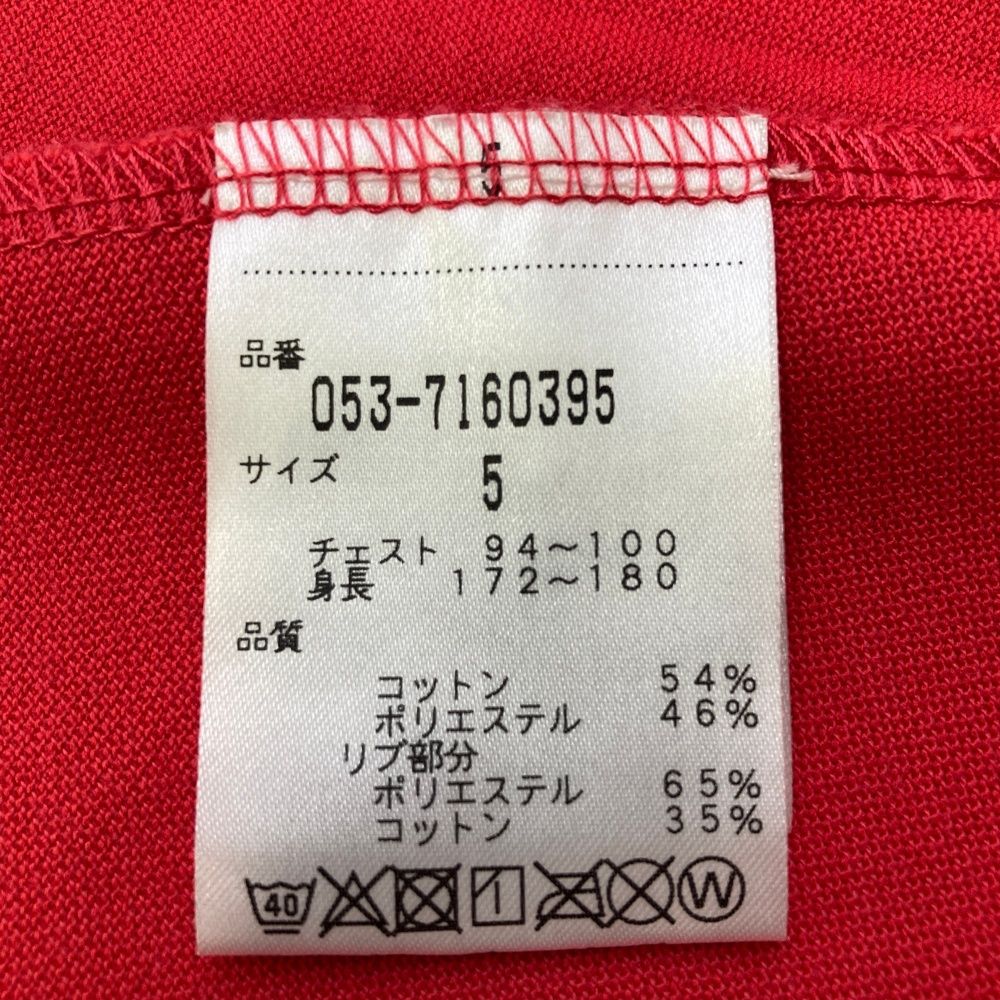 5
品番
053-7160395
サイズ 5
チェスト 94～100
身長 172～180
品質
コットン 54%
ポリエステル 46%
リブ部分
ポリエステル 65%
コットン 35%
40 W